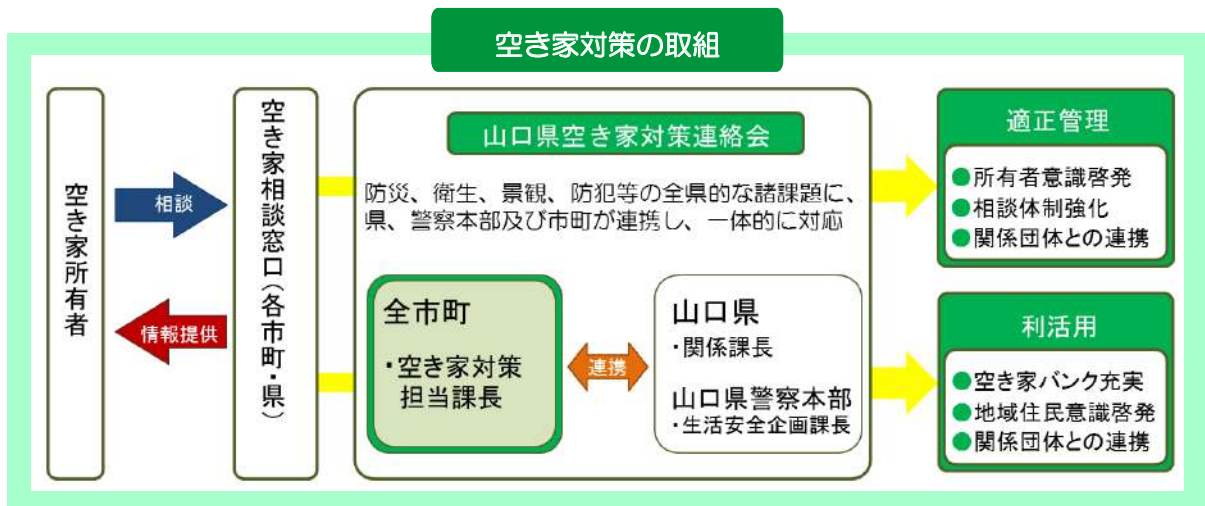 空き家対策の取組
空き家所有者
相談
情報提供
空き家相談窓口(各市町・県)
山口県空き家対策連絡会
防災、衛生、景観、防犯等の全県的な諸課題に、
県、警察本部及び市町が連携し、一体的に対応
全市町
・空き家対策
担当課長
連携
山口県
・関係課長
山口県警察本部
・生活安全企画課長
適正管理
●所有者意識啓発
●相談体制強化
●関係団体との連携
利活用
●空き家バンク充実
●地域住民意識啓発
●関係団体との連携